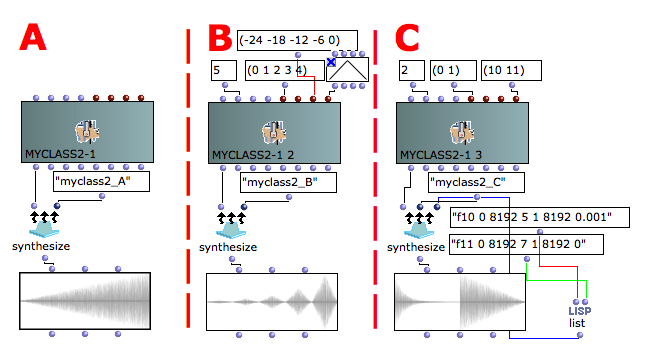 A
MYCLASS2-1
"myclass2_A"
synthesize
B
(-24 -18 -12 -6 0)
5
(0 1 2 3 4)
MYCLASS2-1 2
"myclass2_B"
synthesize
C
2
(0 1)
(10 11)
MYCLASS2-1 3
"myclass2_C"
synthesize
"f10 0 8192 5 1 8192 0.001"
"f11 0 8192 7 1 8192 0"
LISP
list